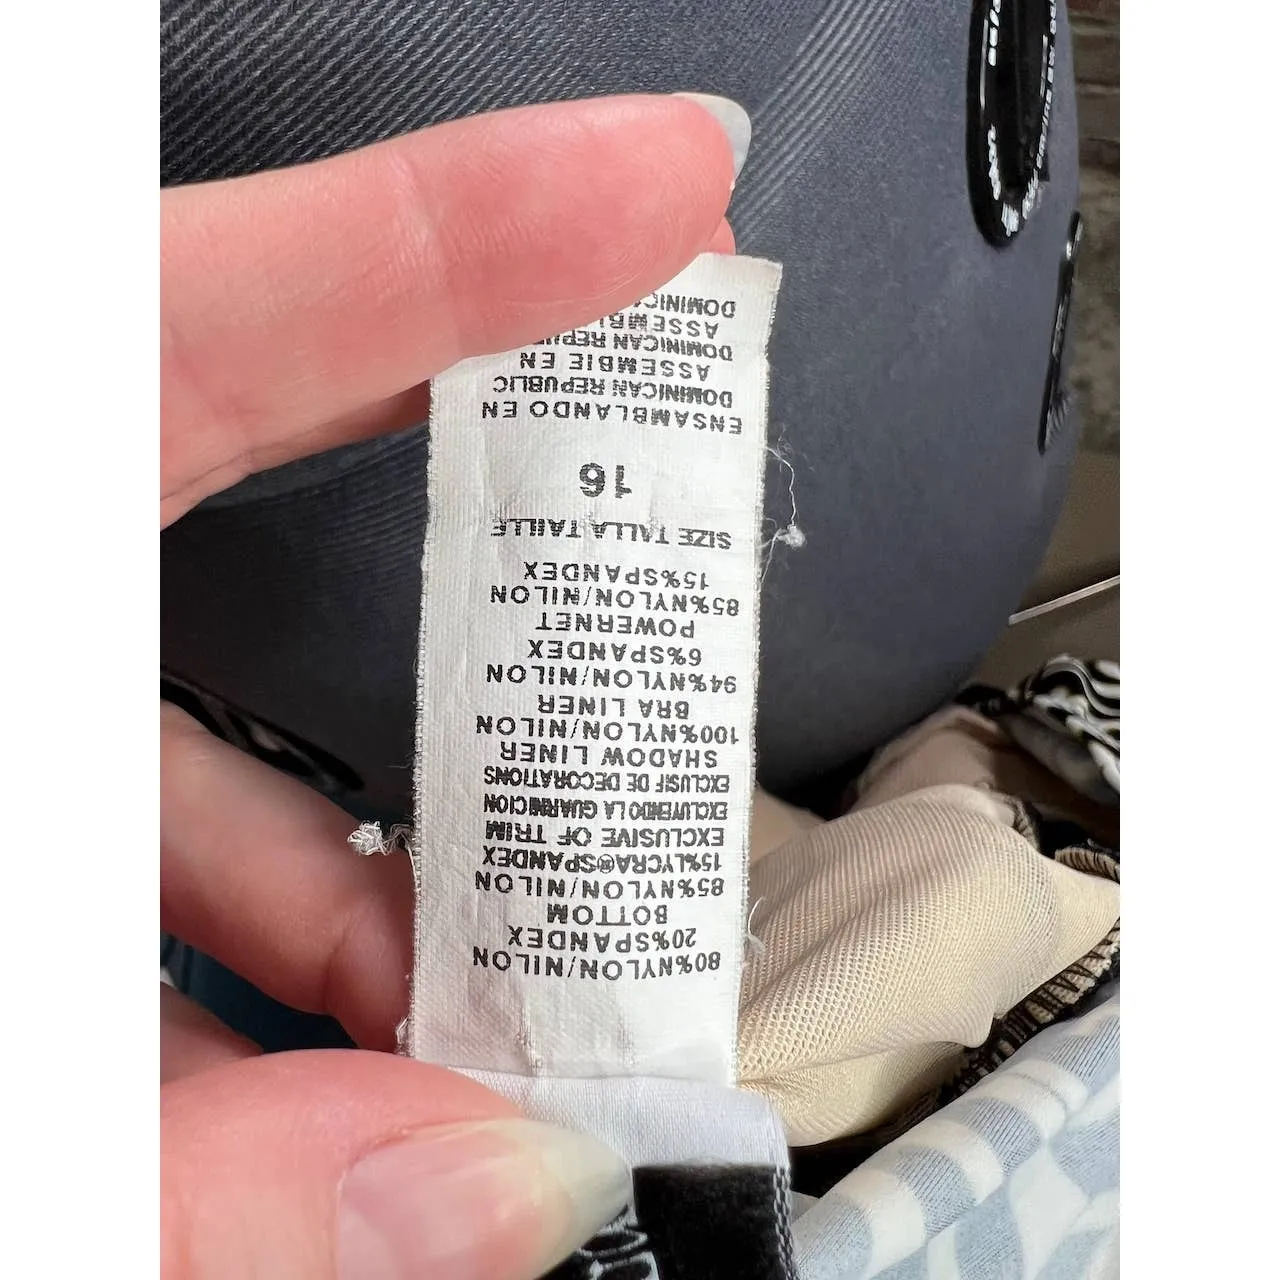 80%NYLON/NILON
20%SPANDEX
BOTTOM
85%NYLON/NILON
15%LYCRA®SPANDEX
EXCLUSIVE OF TRIM
EXCLUYENDO LA GUARNICION
EXCLUSIF DE DECORATIONS
SHADOW LINER
100%NYLON/NILON
BRA LINER
94%NYLON/NILON
6%SPANDEX
POWERNET
85%NYLON/NILON
15%SPANDEX
SIZE TALLA TAILLE
16
ENSAMBLANDO EN
DOMINICAN REPUBLIC
ASSEMBIE EN
DOMINICAN